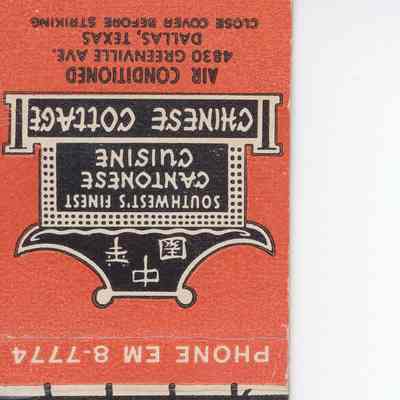 PHONE EM 8-7774
中
國
SOUTHWEST'S FINEST
CANTONESE
CUISINE
CHINESE COTTAGE
AIR CONDITIONED
4830 GREENVILLE AVE.
DALLAS, TEXAS
CLOSE COVER BEFORE STRIKING